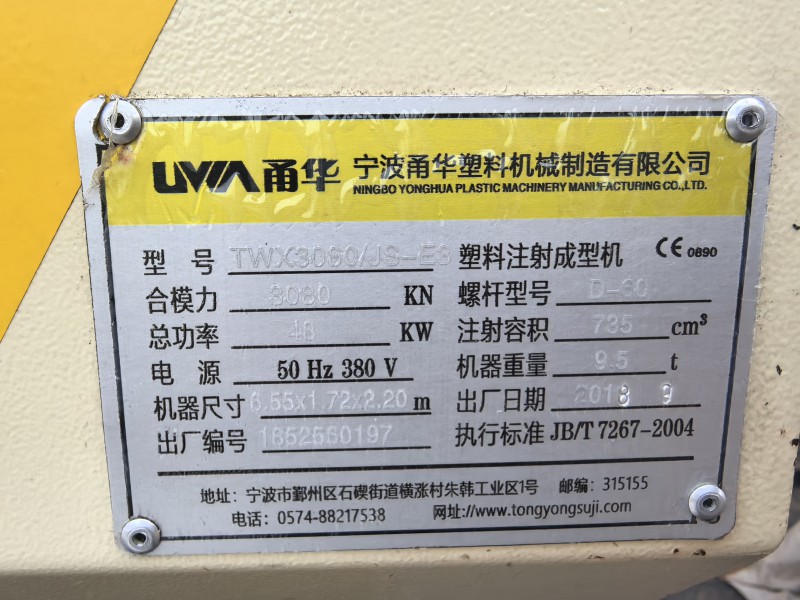 UWA甬华 宁波甬华塑料机械制造有限公司
NINGBO YONGHUA PLASTIC MACHINERY MANUFACTURING CO.,LTD.
型 号 TWX3060/JS-E3 塑料注射成型机 CE 0890
合模力 KN 螺杆型号 D-60
总功率 48 KW 注射容积 735 cm³
电 源 50 Hz 380 V 机器重量 9.5 t
机器尺寸 6.55x1.72x2.20 m 出厂日期 2018 9
出厂编号 1852560197 执行标准 JB/T 7267-2004
地址: 宁波市鄞州区石碶街道横涨村朱韩工业区1号 邮编: 315155
电话: 0574-88217538 网址://www.tongyongsuji.com